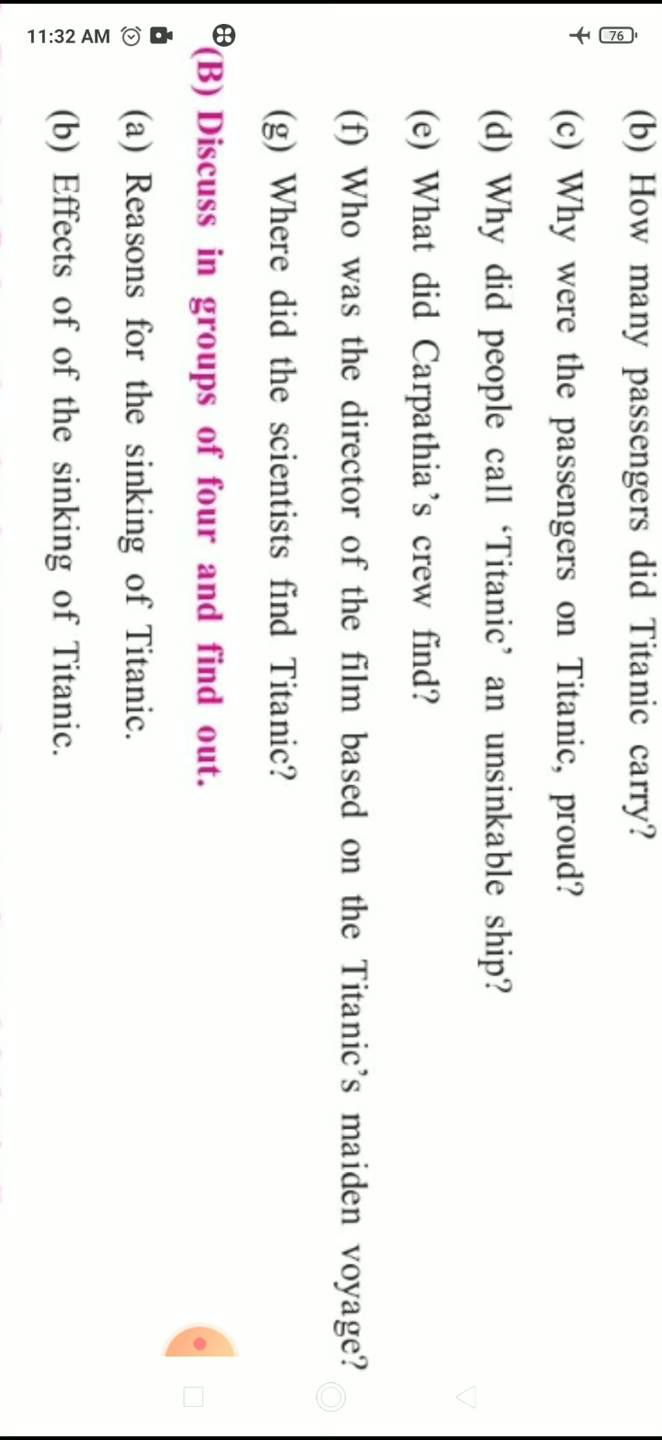 11:32 AM
76
(b) How many passengers did Titanic carry?
(c) Why were the passengers on Titanic, proud?
(d) Why did people call ‘Titanic’ an unsinkable ship?
(e) What did Carpathia’s crew find?
(f) Who was the director of the film based on the Titanic’s maiden voyage?
(g) Where did the scientists find Titanic?
(B) Discuss in groups of four and find out.
(a) Reasons for the sinking of Titanic.
(b) Effects of of the sinking of Titanic.